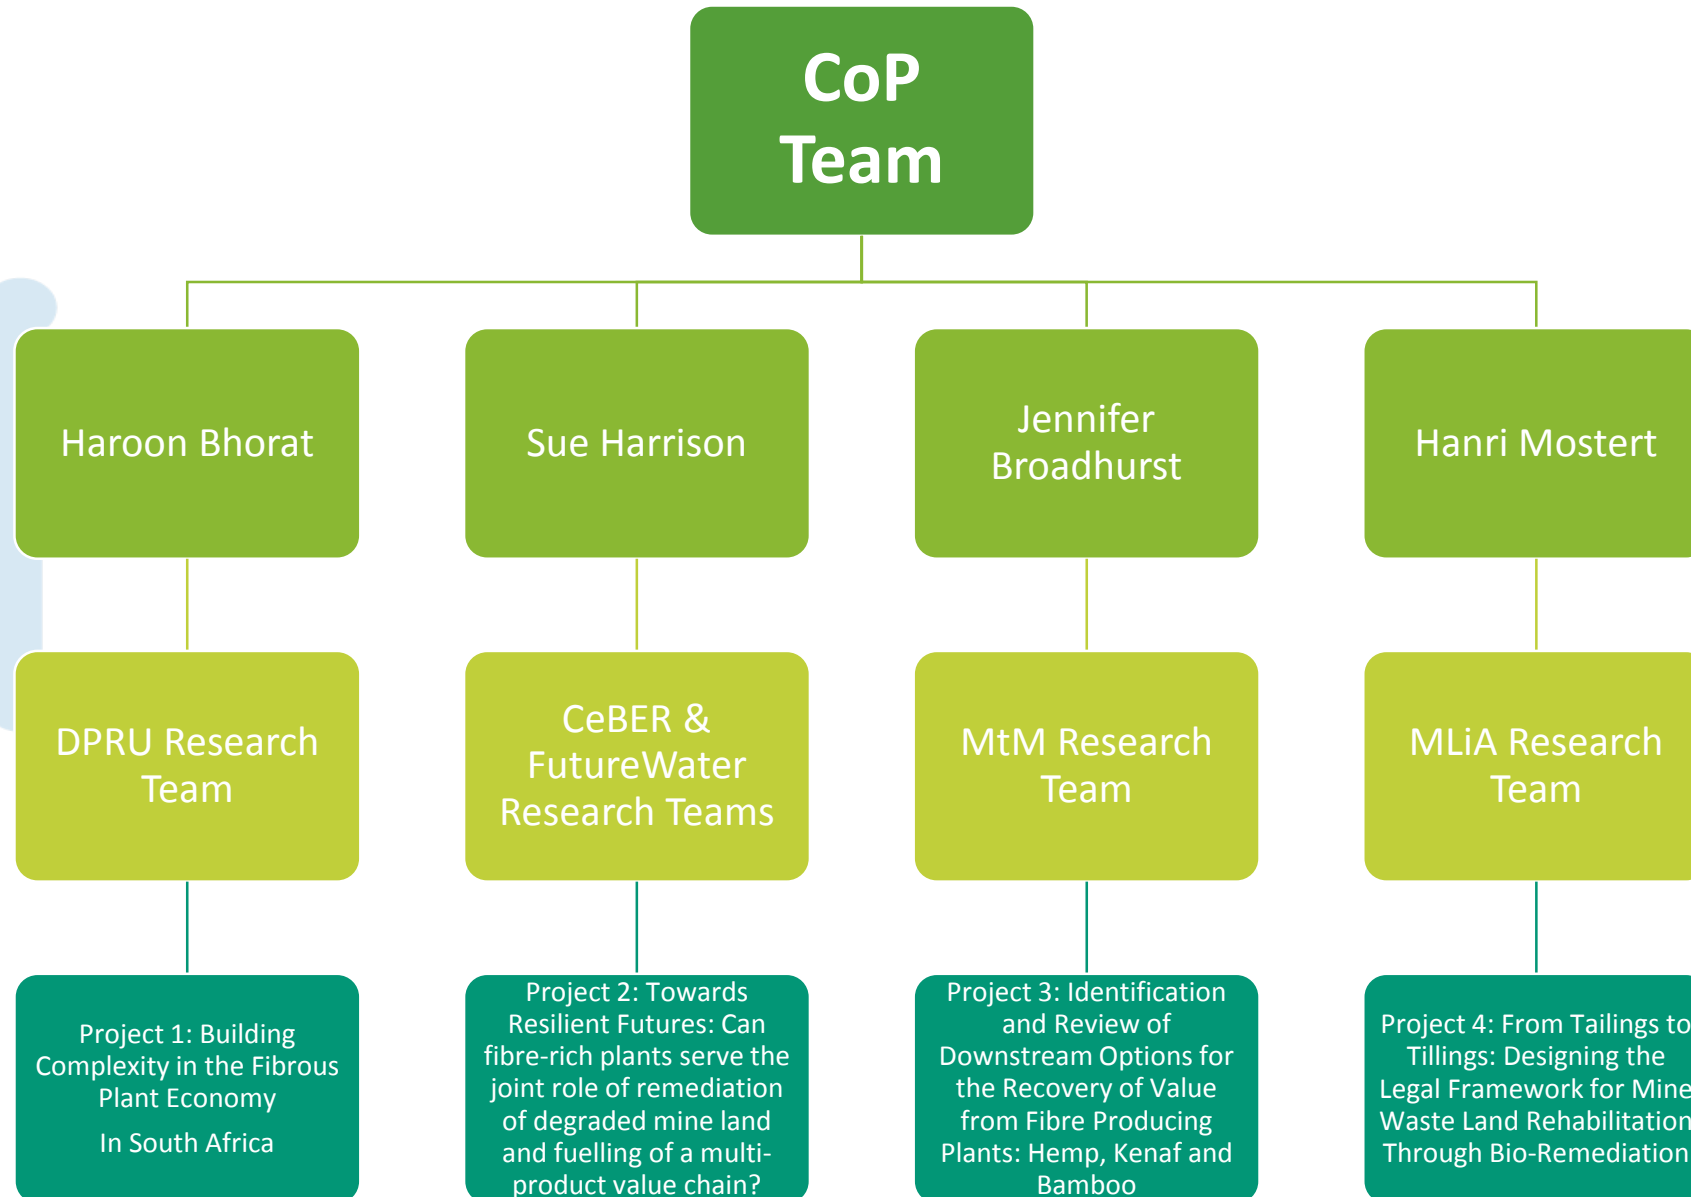 CoP
Team
Haroon Bhorat
Sue Harrison
Jennifer
Broadhurst
Hanri Mostert
DPRU Research
Team
CeBER &
FutureWater
Research Teams
MtM Research
Team
MLiA Research
Team
Project 1: Building
Complexity in the Fibrous
Plant Economy
In South Africa
Project 2: Towards
Resilient Futures: Can
fibre-rich plants serve the
joint role of remediation
of degraded mine land
and fuelling of a multi-
product value chain?
Project 3: Identification
and Review of
Downstream Options for
the Recovery of Value
from Fibre Producing
Plants: Hemp, Kenaf and
Bamboo
Project 4: From Tailings to
Tillings: Designing the
Legal Framework for Mine
Waste Land Rehabilitation
Through Bio-Remediation